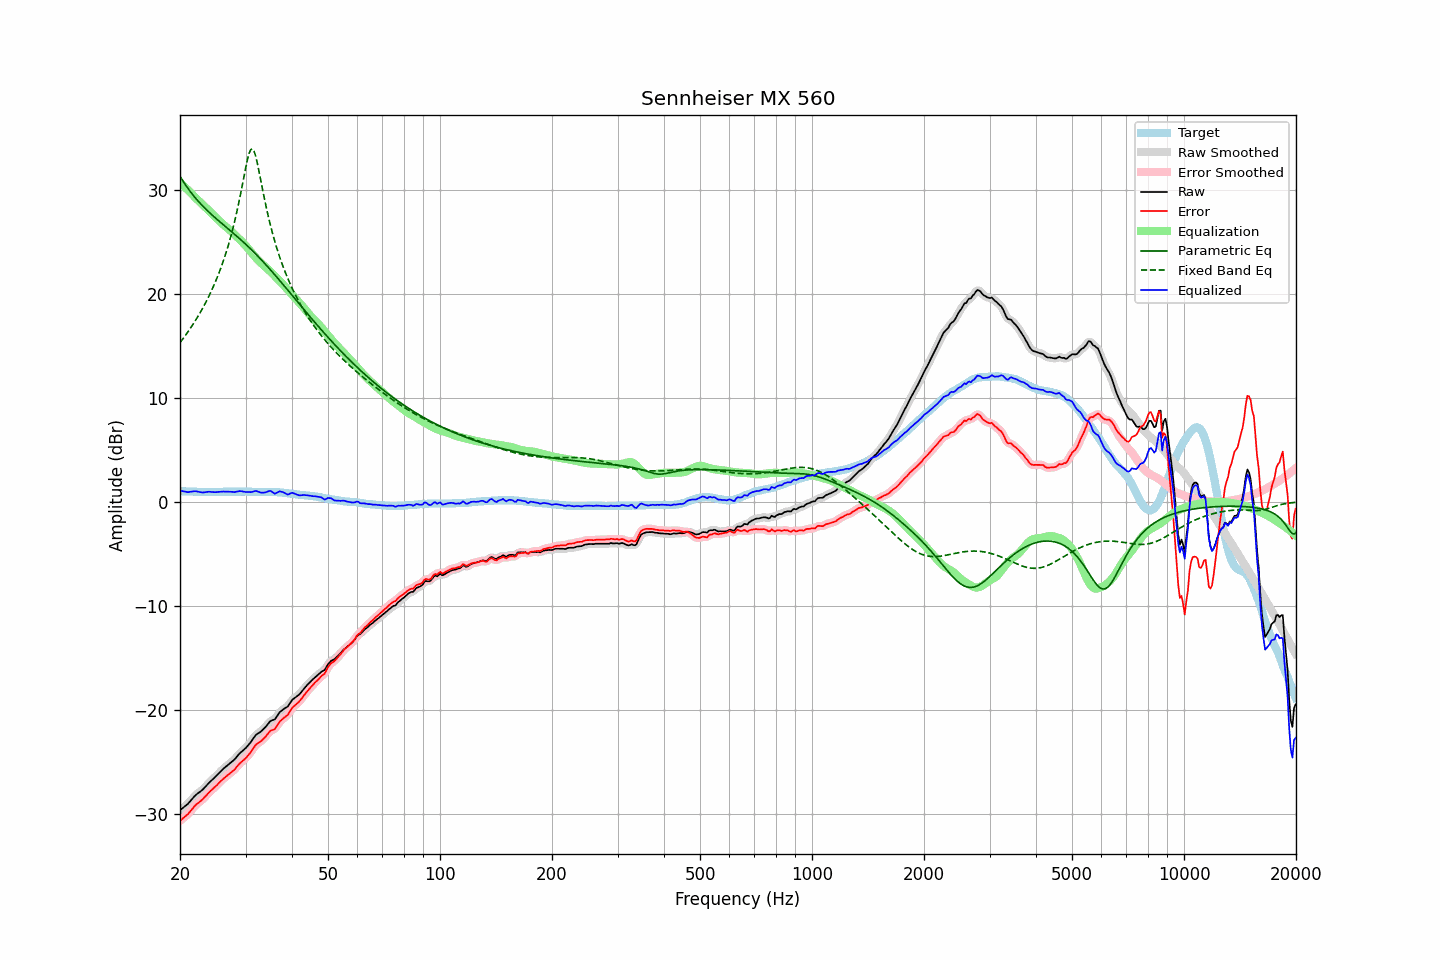 Sennheiser MX 560
Target
Raw Smoothed
Error Smoothed
Raw
Error
Equalization
Parametric Eq
Fixed Band Eq
Equalized
Amplitude (dBr)
30
20
10
0
−10
−20
−30
20 50 100 200 500 1000 2000 5000 10000 20000
Frequency (Hz)